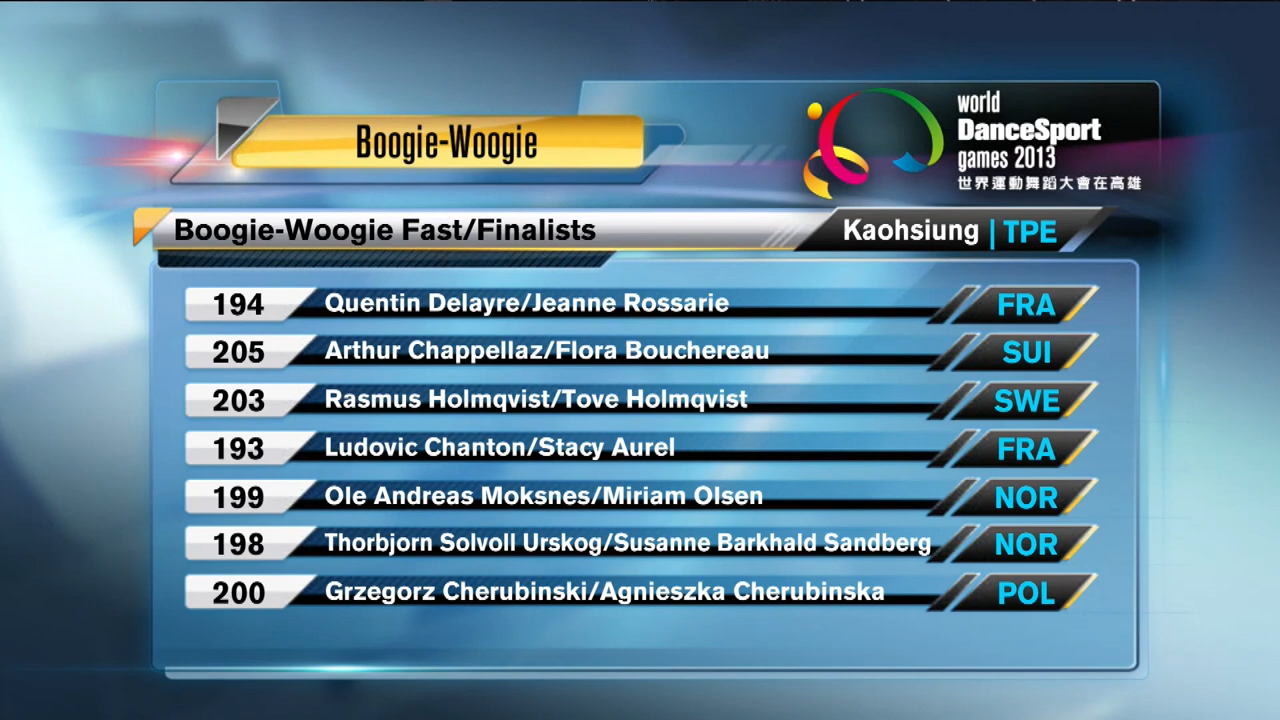 Boogie-Woogie
world
DanceSport
games 2013
世界運動舞蹈大會在高雄
Boogie-Woogie Fast/Finalists Kaohsiung | TPE
194 Quentin Delayre/Jeanne Rossarie FRA
205 Arthur Chappellaz/Flora Bouchereau SUI
203 Rasmus Holmqvist/Tove Holmqvist SWE
193 Ludovic Chanton/Stacy Aurel FRA
199 Ole Andreas Moksnes/Miriam Olsen NOR
198 Thorbjorn Solvoll Urskog/Susanne Barkhald Sandberg NOR
200 Grzegorz Cherubinski/Agnieszka Cherubinska POL